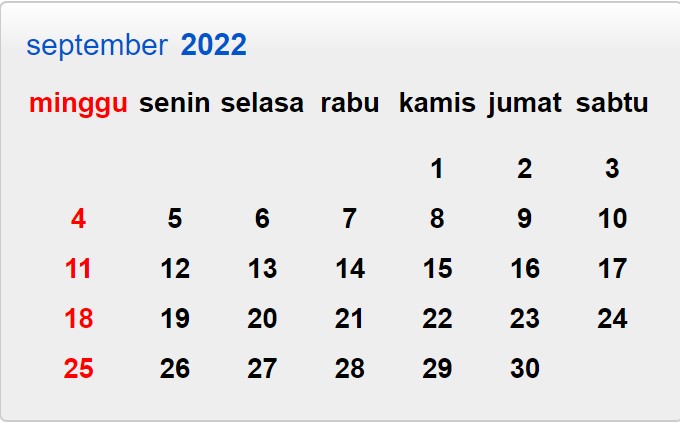 september 2022
minggu senin selasa rabu kamis jumat sabtu
1 2 3
4 5 6 7 8 9 10
11 12 13 14 15 16 17
18 19 20 21 22 23 24
25 26 27 28 29 30